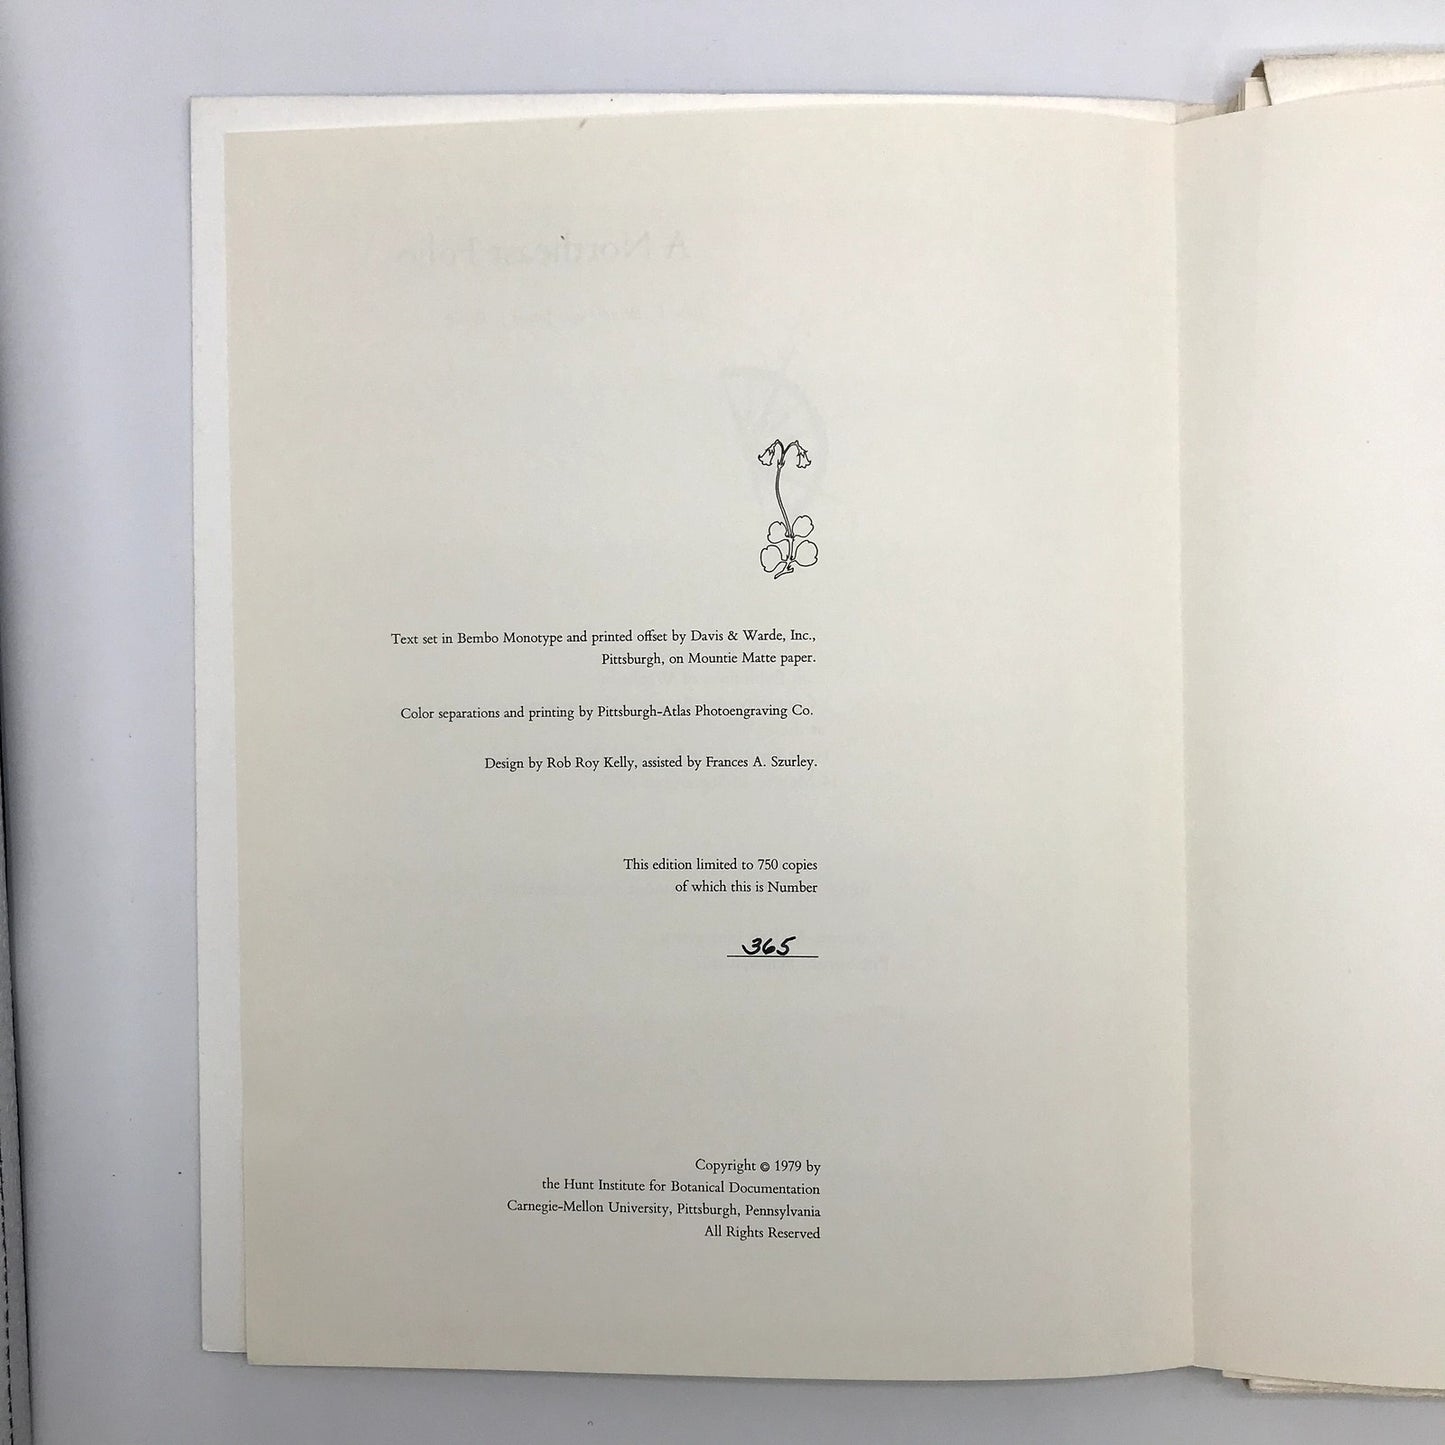 Text set in Bembo Monotype and printed offset by Davis & Warde, Inc.,
Pittsburgh, on Mountie Matte paper.
Color separations and printing by Pittsburgh-Atlas Photoengraving Co.
Design by Rob Roy Kelly, assisted by Frances A. Szurley.
This edition limited to 750 copies
of which this is Number
365
Copyright © 1979 by
the Hunt Institute for Botanical Documentation
Carnegie-Mellon University, Pittsburgh, Pennsylvania
All Rights Reserved